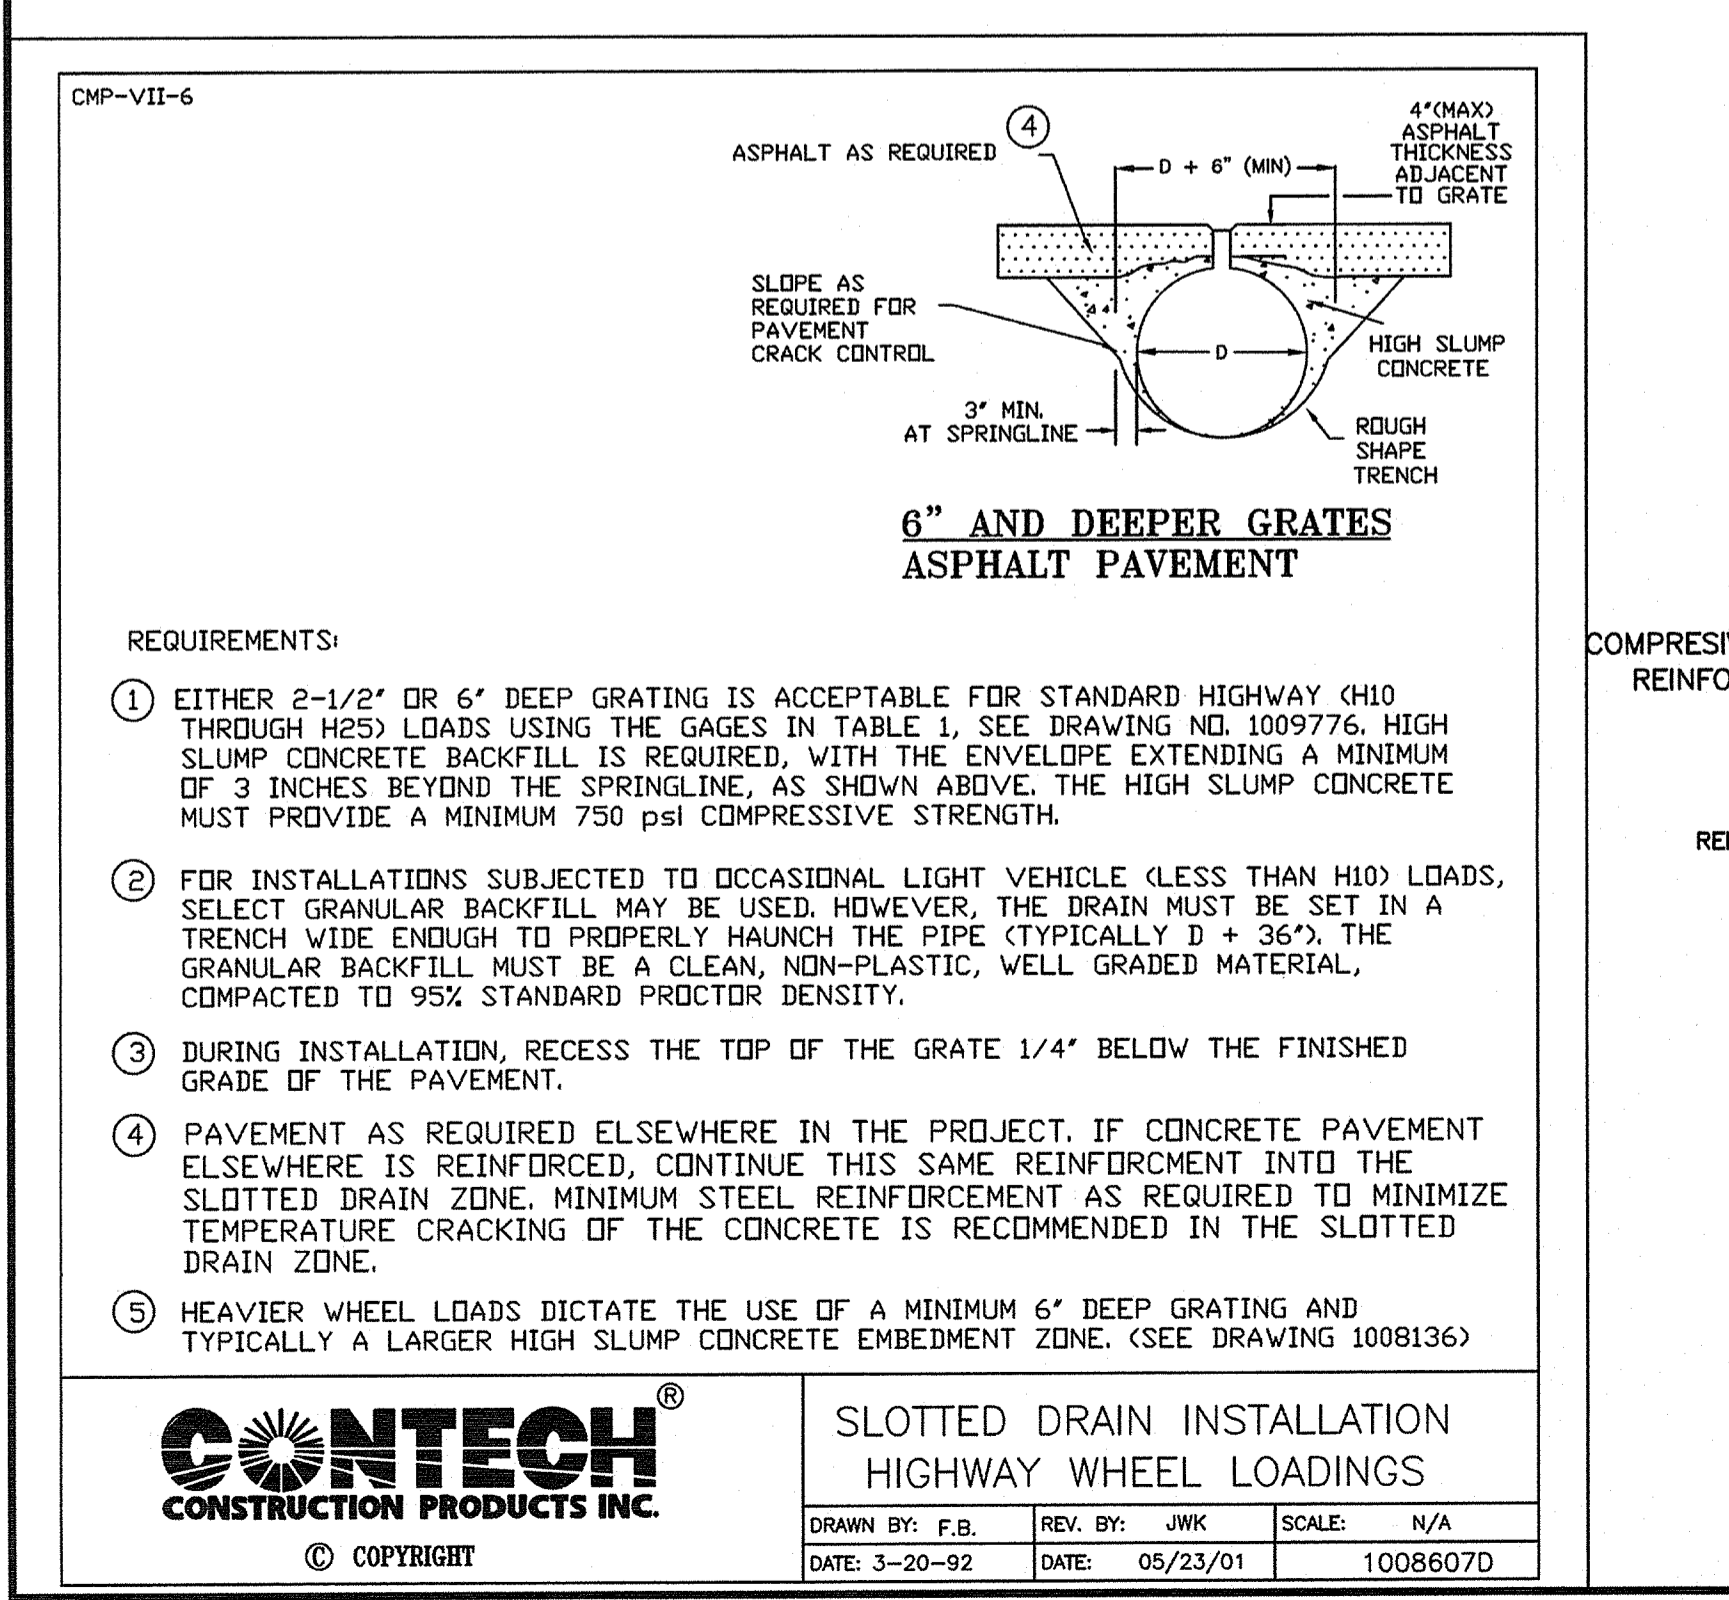 CMP-VII-6
4
ASPHALT AS REQUIRED
D + 6" (MIN)
4"(MAX)
ASPHALT
THICKNESS
ADJACENT
TO GRATE
SLOPE AS
REQUIRED FOR
PAVEMENT
CRACK CONTROL
D
HIGH SLUMP
CONCRETE
3" MIN.
AT SPRINGLINE
ROUGH
SHAPE
TRENCH
6" AND DEEPER GRATES
ASPHALT PAVEMENT
REQUIREMENTS:
1 EITHER 2-1/2" OR 6" DEEP GRATING IS ACCEPTABLE FOR STANDARD HIGHWAY (H10
THROUGH H25) LOADS USING THE GAGES IN TABLE 1, SEE DRAWING NO. 1009776. HIGH
SLUMP CONCRETE BACKFILL IS REQUIRED, WITH THE ENVELOPE EXTENDING A MINIMUM
OF 3 INCHES BEYOND THE SPRINGLINE, AS SHOWN ABOVE. THE HIGH SLUMP CONCRETE
MUST PROVIDE A MINIMUM 750 psi COMPRESSIVE STRENGTH.
2 FOR INSTALLATIONS SUBJECTED TO OCCASIONAL LIGHT VEHICLE (LESS THAN H10) LOADS,
SELECT GRANULAR BACKFILL MAY BE USED. HOWEVER, THE DRAIN MUST BE SET IN A
TRENCH WIDE ENOUGH TO PROPERLY HAUNCH THE PIPE (TYPICALLY D + 36"). THE
GRANULAR BACKFILL MUST BE A CLEAN, NON-PLASTIC, WELL GRADED MATERIAL,
COMPACTED TO 95% STANDARD PROCTOR DENSITY.
3 DURING INSTALLATION, RECESS THE TOP OF THE GRATE 1/4" BELOW THE FINISHED
GRADE OF THE PAVEMENT.
4 PAVEMENT AS REQUIRED ELSEWHERE IN THE PROJECT. IF CONCRETE PAVEMENT
ELSEWHERE IS REINFORCED, CONTINUE THIS SAME REINFORCMENT INTO THE
SLOTTED DRAIN ZONE. MINIMUM STEEL REINFORCEMENT AS REQUIRED TO MINIMIZE
TEMPERATURE CRACKING OF THE CONCRETE IS RECOMMENDED IN THE SLOTTED
DRAIN ZONE.
5 HEAVIER WHEEL LOADS DICTATE THE USE OF A MINIMUM 6" DEEP GRATING AND
TYPICALLY A LARGER HIGH SLUMP CONCRETE EMBEDMENT ZONE. (SEE DRAWING 1008136)
CONTECH®
CONSTRUCTION PRODUCTS INC.
© COPYRIGHT
SLOTTED DRAIN INSTALLATION
HIGHWAY WHEEL LOADINGS
DRAWN BY: F.B.
REV. BY: JWK
SCALE: N/A
DATE: 3-20-92
DATE: 05/23/01
1008607D